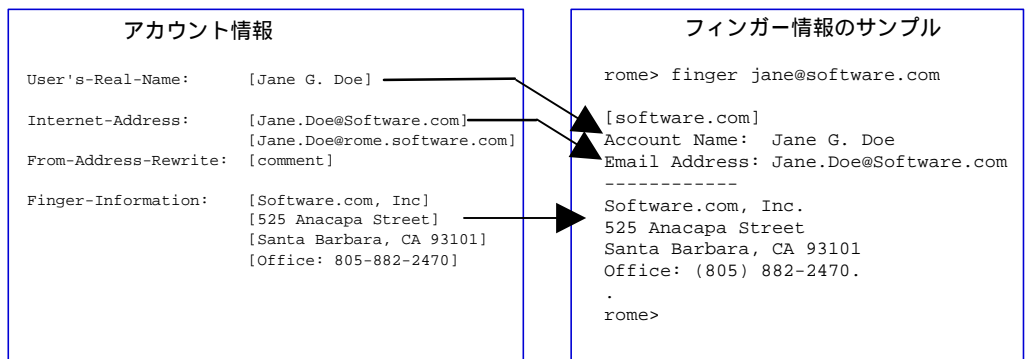 アカウント情報
User's-Real-Name: [Jane G. Doe]
Internet-Address: [Jane.Doe@Software.com]
[Jane.Doe@rome.software.com]
From-Address-Rewrite: [comment]
Finger-Information: [Software.com, Inc]
[525 Anacapa Street]
[Santa Barbara, CA 93101]
[Office: 805-882-2470]
フィンガー情報のサンプル
rome> finger jane@software.com
[software.com]
Account Name: Jane G. Doe
Email Address: Jane.Doe@Software.com
------------
Software.com, Inc.
525 Anacapa Street
Santa Barbara, CA 93101
Office: (805) 882-2470.
.
rome>